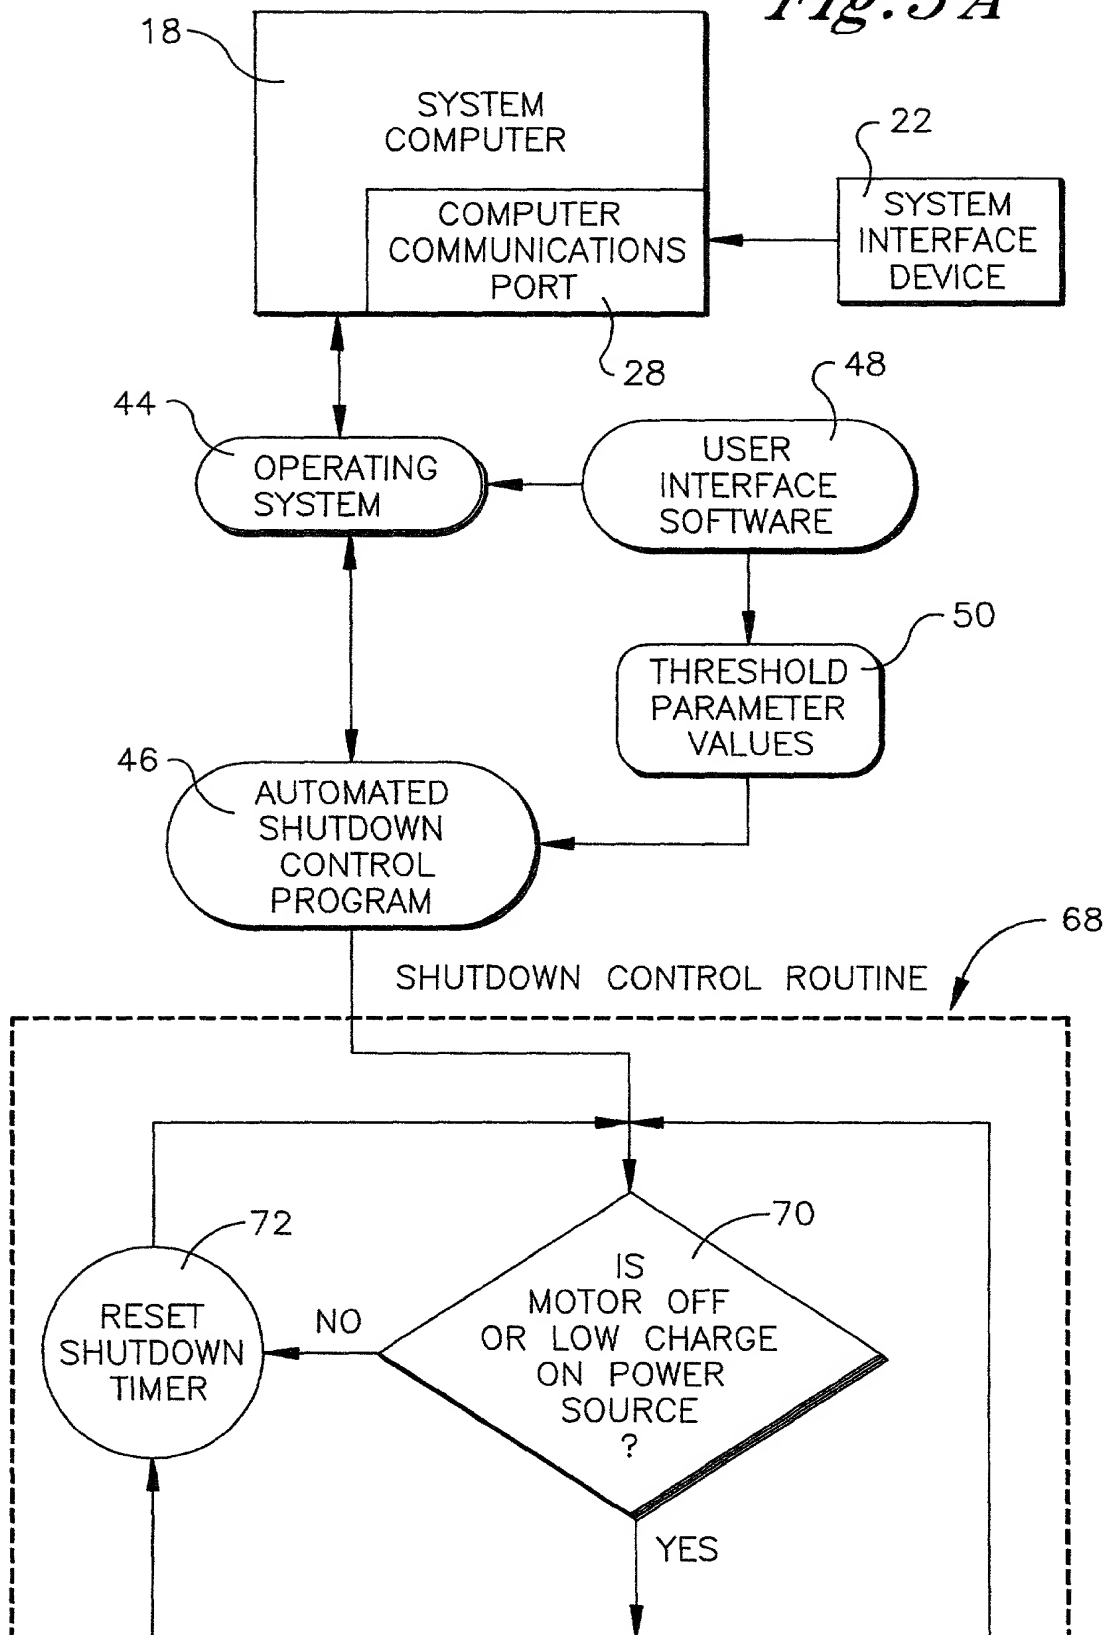 Fig. 5A
18
SYSTEM
COMPUTER
22
COMPUTER
COMMUNICATIONS
PORT
SYSTEM
INTERFACE
DEVICE
28
48
44
OPERATING
SYSTEM
USER
INTERFACE
SOFTWARE
50
THRESHOLD
PARAMETER
VALUES
46
AUTOMATED
SHUTDOWN
CONTROL
PROGRAM
68
SHUTDOWN CONTROL ROUTINE
72
70
RESET
SHUTDOWN
TIMER
NO
IS
MOTOR OFF
OR LOW CHARGE
ON POWER
SOURCE
?
YES